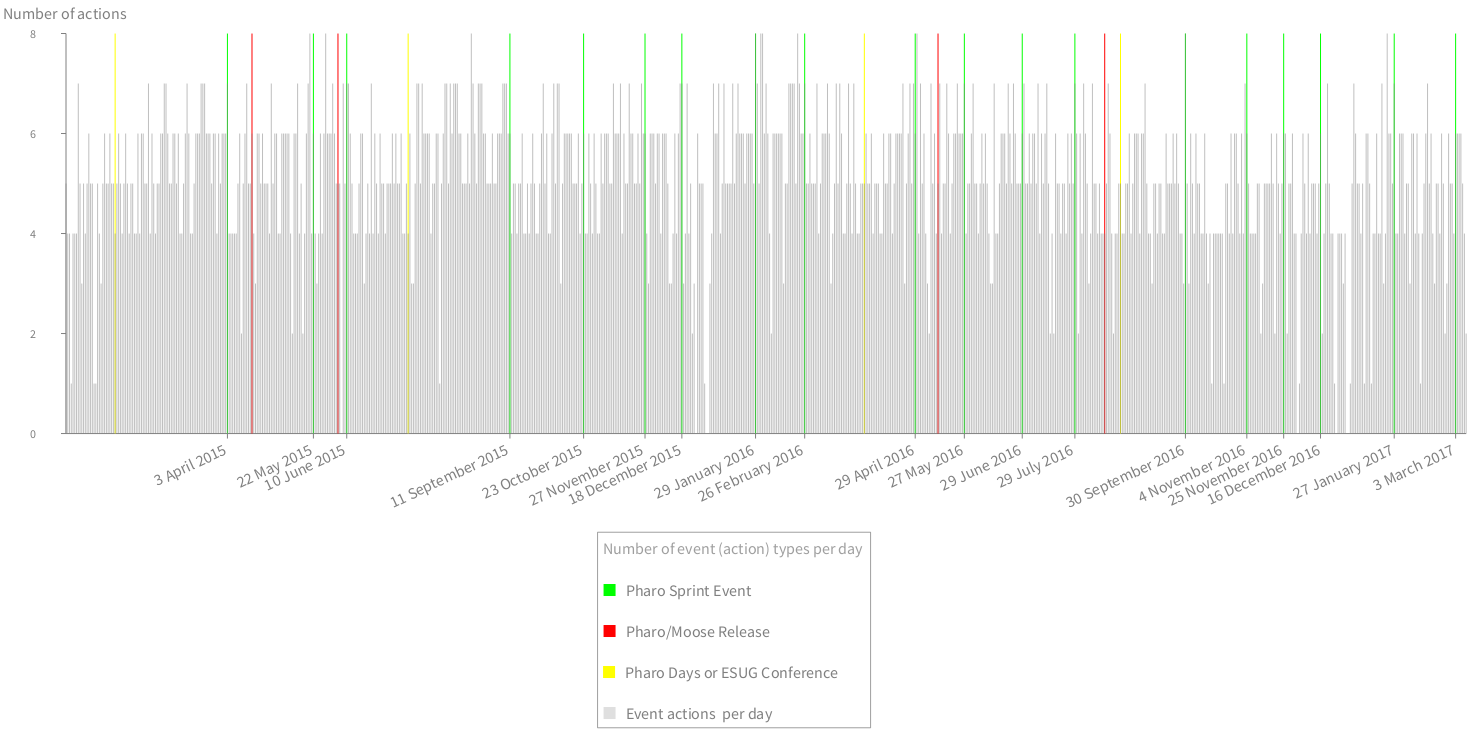 Number of actions
8
6
4
2
0
3 April 2015
22 May 2015
10 June 2015
11 September 2015
23 October 2015
27 November 2015
18 December 2015
29 January 2016
26 February 2016
29 April 2016
27 May 2016
29 June 2016
29 July 2016
30 September 2016
4 November 2016
25 November 2016
16 December 2016
27 January 2017
3 March 2017
Number of event (action) types per day
Pharo Sprint Event
Pharo/Moose Release
Pharo Days or ESUG Conference
Event actions per day